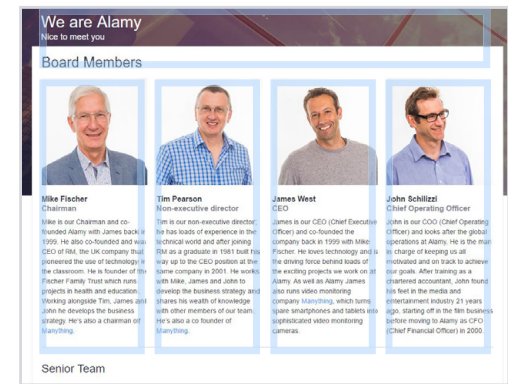 We are Alamy
Nice to meet you
Board Members
Mike Fischer
Chairman
Mike is our Chairman and co-
founded Alamy with James back in
1999. He also co-founded and was
CEO of RM, the UK company that
pioneered the use of technology in
the classroom. He is founder of the
Fischer Family Trust which runs
projects in health and education.
Working alongside Tim, James and
John he develops the business
strategy. He's also a chairman of
Manything.
Tim Pearson
Non-executive director
Tim is our non-executive director;
he has loads of experience in the
technical world and after joining
RM as a graduate in 1981 built his
way up to the CEO position at the
same company in 2001. He works
with Mike, James and John to
develop the business strategy and
shares his wealth of knowledge
with other members of our team.
He's also a co founder of
Manything.
James West
CEO
James is our CEO (Chief Executive
Officer) and co-founded the
company back in 1999 with Mike
Fischer. He loves technology and is
the driving force behind loads of
the exciting projects we work on at
Alamy. As well as Alamy James
also runs video monitoring
company Manything, which turns
spare smartphones and tablets into
sophisticated video monitoring
cameras.
John Schilizzi
Chief Operating Officer
John is our COO (Chief Operating
Officer) and looks after the global
operations at Alamy. He is the man
in charge of keeping us all
motivated and on track to achieve
our goals. After training as a
chartered accountant, John found
his feet in the media and
entertainment industry 21 years
ago, starting off in the film business
before moving to Alamy as CFO
(Chief Financial Officer) in 2000.
Senior Team